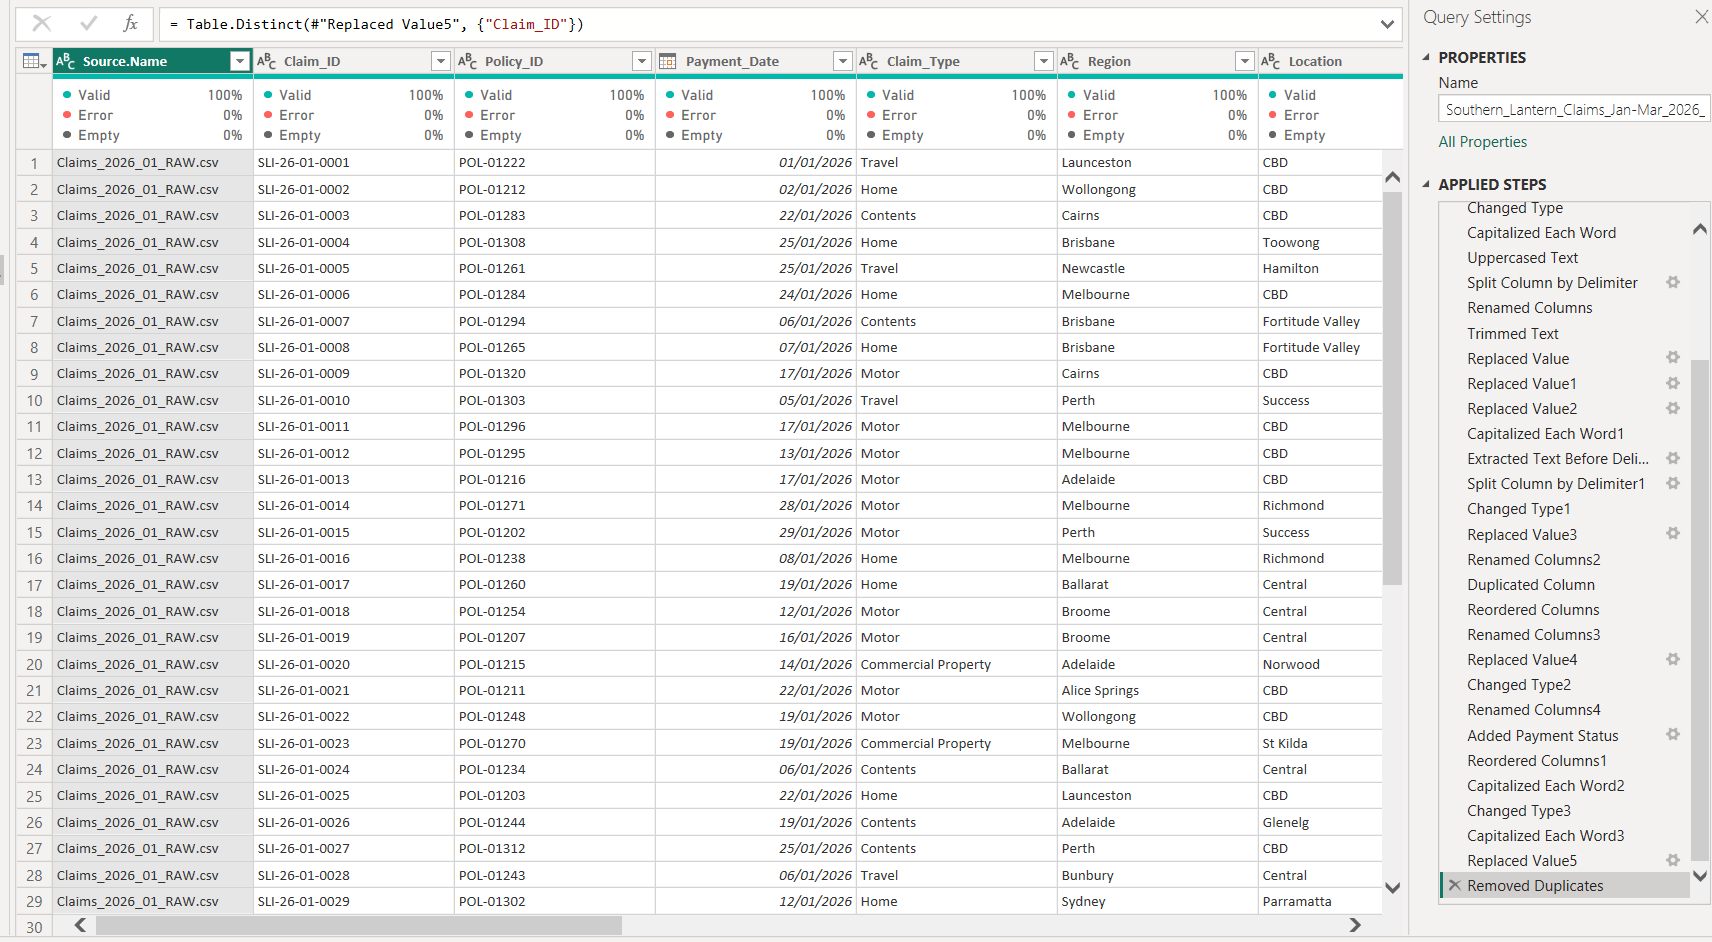 fx = Table.Distinct(#"Replaced Value5", {"Claim_ID"})
ABC Source.Name ABC Claim_ID ABC Policy_ID Payment_Date ABC Claim_Type ABC Region ABC Location
Valid 100% Valid 100% Valid 100% Valid 100% Valid 100% Valid 100% Valid
Error 0% Error 0% Error 0% Error 0% Error 0% Error 0% Error
Empty 0% Empty 0% Empty 0% Empty 0% Empty 0% Empty 0% Empty
1 Claims_2026_01_RAW.csv SLI-26-01-0001 POL-01222 01/01/2026 Travel Launceston CBD
2 Claims_2026_01_RAW.csv SLI-26-01-0002 POL-01212 02/01/2026 Home Wollongong CBD
3 Claims_2026_01_RAW.csv SLI-26-01-0003 POL-01283 22/01/2026 Contents Cairns CBD
4 Claims_2026_01_RAW.csv SLI-26-01-0004 POL-01308 25/01/2026 Home Brisbane Toowong
5 Claims_2026_01_RAW.csv SLI-26-01-0005 POL-01261 25/01/2026 Travel Newcastle Hamilton
6 Claims_2026_01_RAW.csv SLI-26-01-0006 POL-01284 24/01/2026 Home Melbourne CBD
7 Claims_2026_01_RAW.csv SLI-26-01-0007 POL-01294 06/01/2026 Contents Brisbane Fortitude Valley
8 Claims_2026_01_RAW.csv SLI-26-01-0008 POL-01265 07/01/2026 Home Brisbane Fortitude Valley
9 Claims_2026_01_RAW.csv SLI-26-01-0009 POL-01320 17/01/2026 Motor Cairns CBD
10 Claims_2026_01_RAW.csv SLI-26-01-0010 POL-01303 05/01/2026 Travel Perth Success
11 Claims_2026_01_RAW.csv SLI-26-01-0011 POL-01296 17/01/2026 Motor Melbourne CBD
12 Claims_2026_01_RAW.csv SLI-26-01-0012 POL-01295 13/01/2026 Motor Melbourne CBD
13 Claims_2026_01_RAW.csv SLI-26-01-0013 POL-01216 17/01/2026 Motor Adelaide CBD
14 Claims_2026_01_RAW.csv SLI-26-01-0014 POL-01271 28/01/2026 Motor Melbourne Richmond
15 Claims_2026_01_RAW.csv SLI-26-01-0015 POL-01202 29/01/2026 Motor Perth Success
16 Claims_2026_01_RAW.csv SLI-26-01-0016 POL-01238 08/01/2026 Home Melbourne Richmond
17 Claims_2026_01_RAW.csv SLI-26-01-0017 POL-01260 19/01/2026 Home Ballarat Central
18 Claims_2026_01_RAW.csv SLI-26-01-0018 POL-01254 12/01/2026 Motor Broome Central
19 Claims_2026_01_RAW.csv SLI-26-01-0019 POL-01207 16/01/2026 Motor Broome Central
20 Claims_2026_01_RAW.csv SLI-26-01-0020 POL-01215 14/01/2026 Commercial Property Adelaide Norwood
21 Claims_2026_01_RAW.csv SLI-26-01-0021 POL-01211 22/01/2026 Motor Alice Springs CBD
22 Claims_2026_01_RAW.csv SLI-26-01-0022 POL-01248 19/01/2026 Motor Wollongong CBD
23 Claims_2026_01_RAW.csv SLI-26-01-0023 POL-01270 19/01/2026 Commercial Property Melbourne St Kilda
24 Claims_2026_01_RAW.csv SLI-26-01-0024 POL-01234 06/01/2026 Contents Ballarat Central
25 Claims_2026_01_RAW.csv SLI-26-01-0025 POL-01203 22/01/2026 Home Launceston CBD
26 Claims_2026_01_RAW.csv SLI-26-01-0026 POL-01244 19/01/2026 Contents Adelaide Glenelg
27 Claims_2026_01_RAW.csv SLI-26-01-0027 POL-01312 25/01/2026 Contents Perth CBD
28 Claims_2026_01_RAW.csv SLI-26-01-0028 POL-01243 06/01/2026 Travel Bunbury Central
29 Claims_2026_01_RAW.csv SLI-26-01-0029 POL-01302 12/01/2026 Home Sydney Parramatta
30
Query Settings
PROPERTIES
Name
Southern_Lantern_Claims_Jan-Mar_2026_
All Properties
APPLIED STEPS
Changed Type
Capitalized Each Word
Uppercased Text
Split Column by Delimiter
Renamed Columns
Trimmed Text
Replaced Value
Replaced Value1
Replaced Value2
Capitalized Each Word1
Extracted Text Before Deli...
Split Column by Delimiter1
Changed Type1
Replaced Value3
Renamed Columns2
Duplicated Column
Reordered Columns
Renamed Columns3
Replaced Value4
Changed Type2
Renamed Columns4
Added Payment Status
Reordered Columns1
Capitalized Each Word2
Changed Type3
Capitalized Each Word3
Replaced Value5
Removed Duplicates